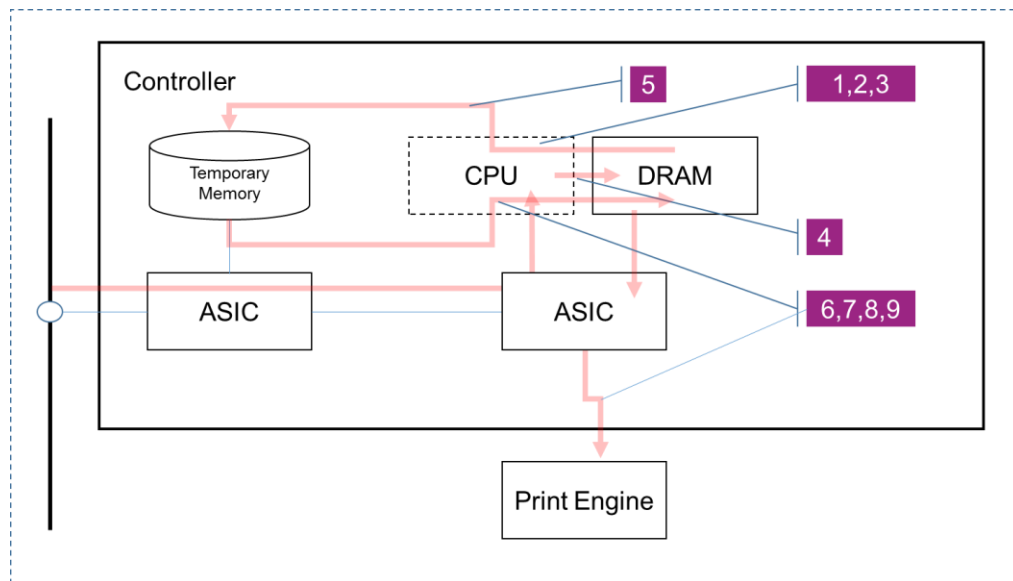 Controller
5
1,2,3
Temporary
Memory
CPU
DRAM
4
ASIC
ASIC
6,7,8,9
Print Engine